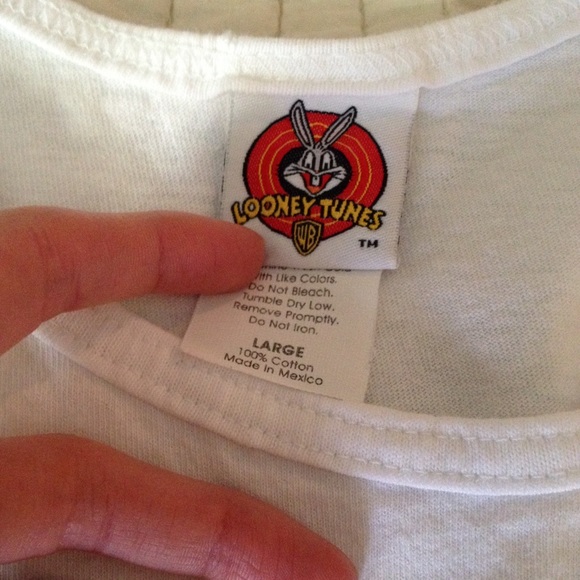 LOONEY TUNES
WB
TM
With Like Colors.
Do Not Bleach.
Tumble Dry Low.
Remove Promptly.
Do Not Iron.
LARGE
100% Cotton
Made in Mexico